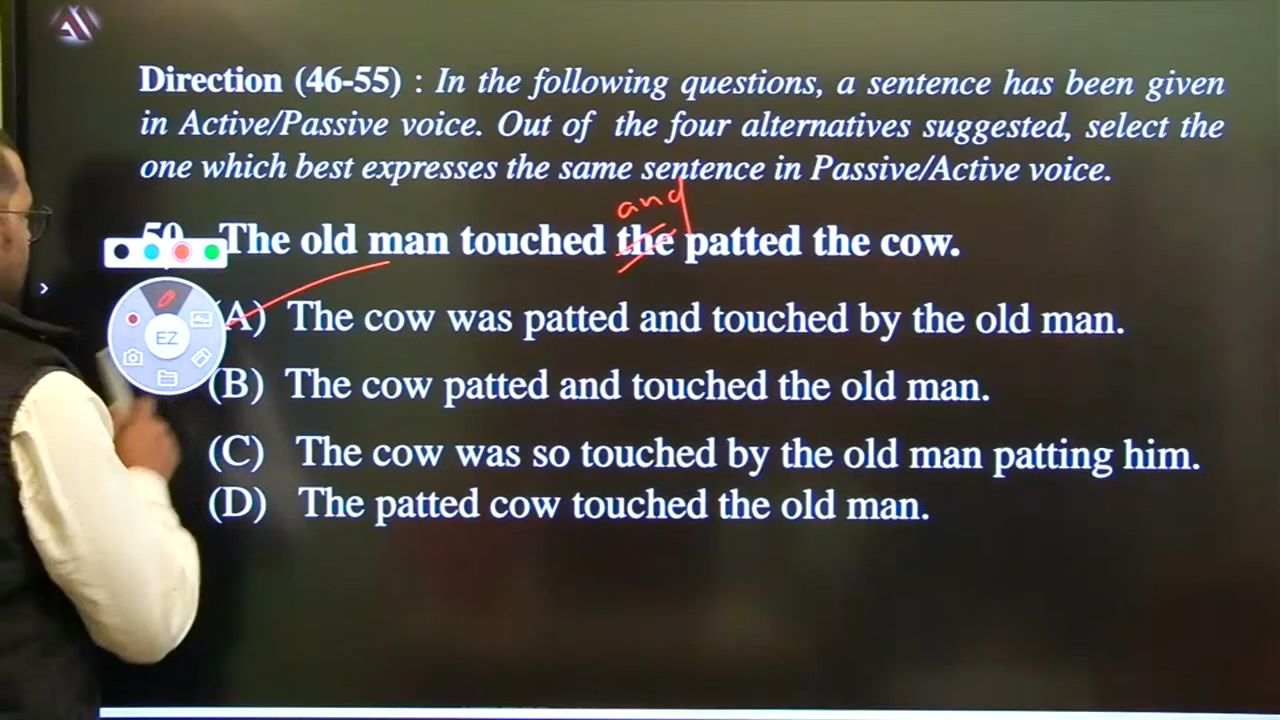 Direction (46-55) : In the following questions, a sentence has been given
in Active/Passive voice. Out of the four alternatives suggested, select the
one which best expresses the same sentence in Passive/Active voice.
and
50. The old man touched the patted the cow.
(A) The cow was patted and touched by the old man.
EZ
(B) The cow patted and touched the old man.
(C) The cow was so touched by the old man patting him.
(D) The patted cow touched the old man.